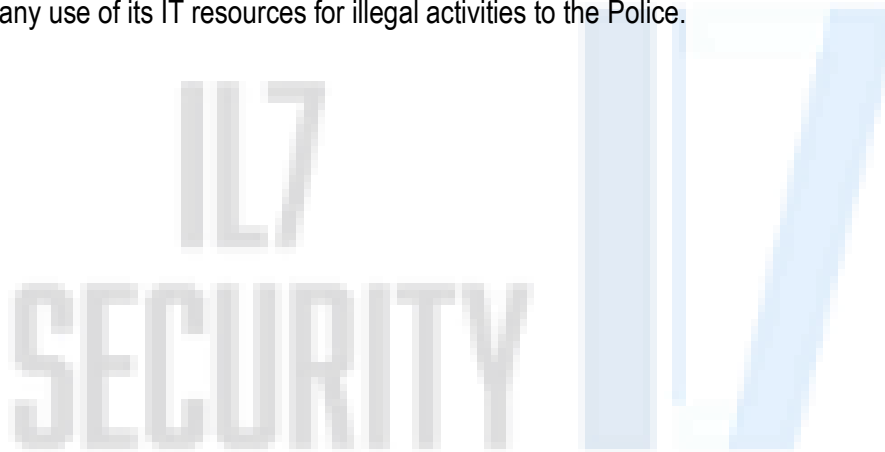 any use of its IT resources for illegal activities to the Police.
IL7
SECURITY